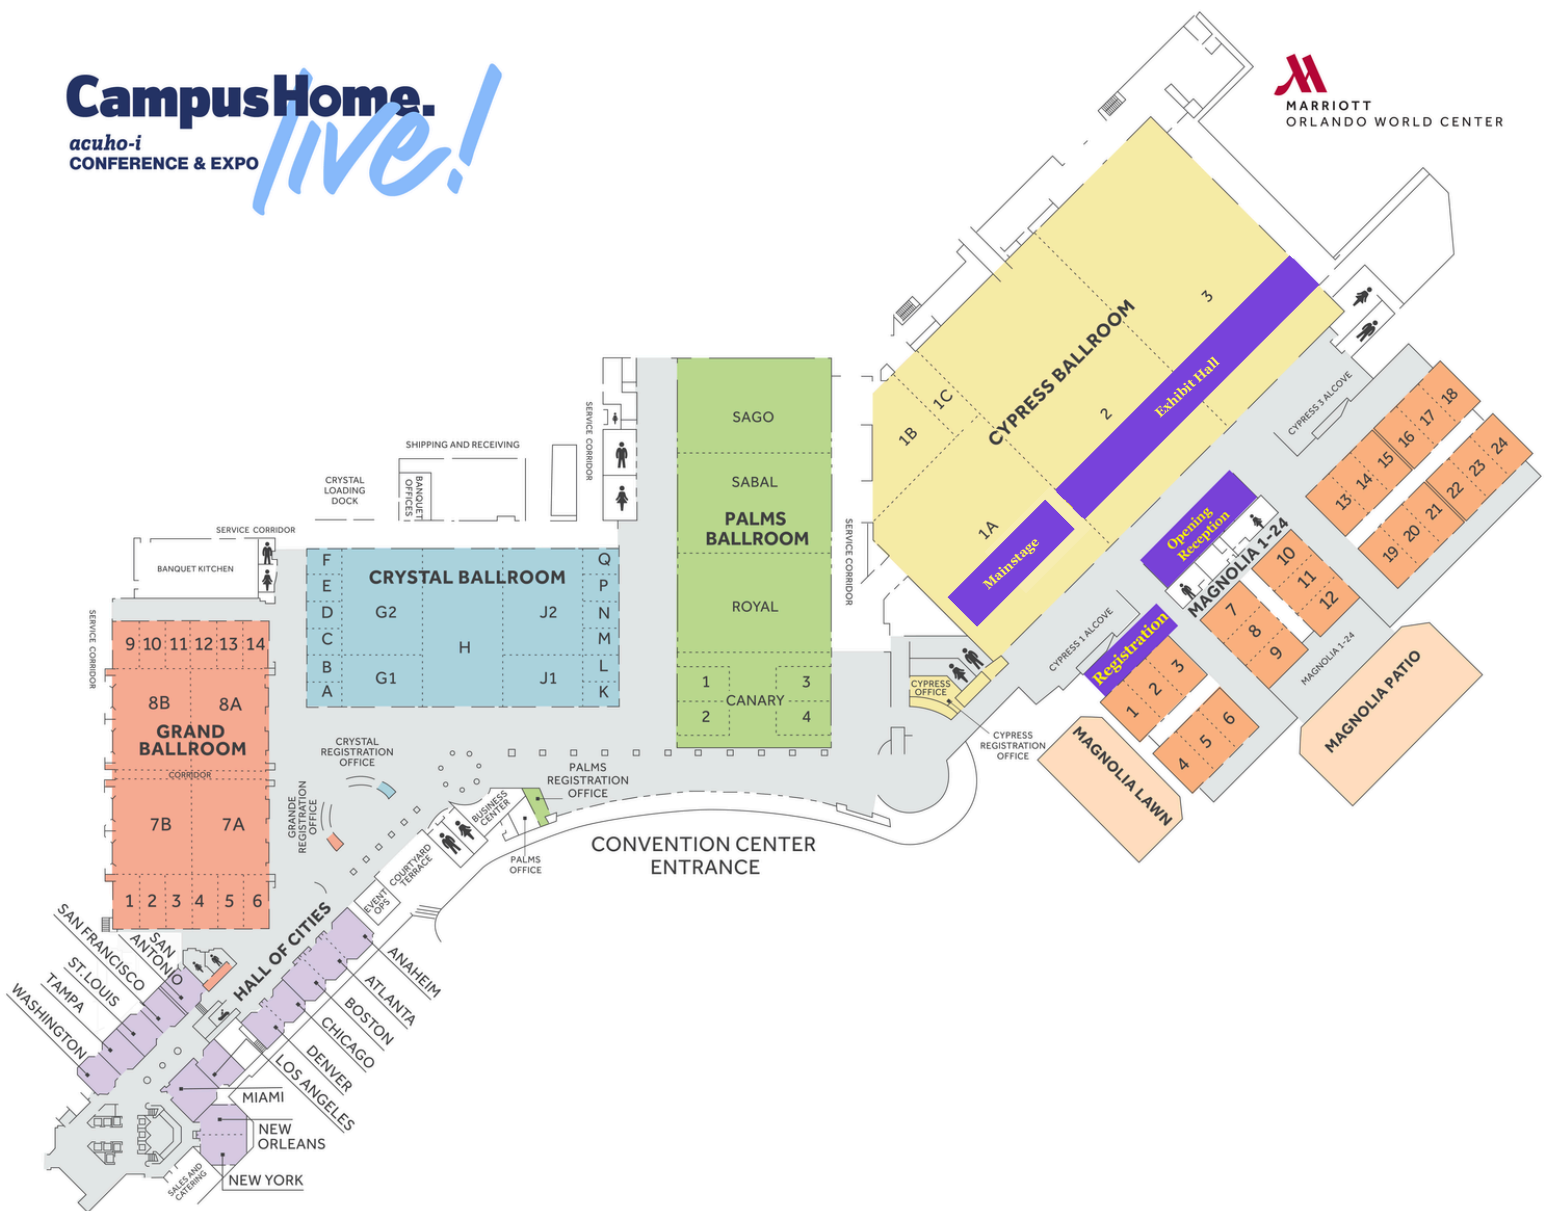 CampusHome.
live!
acuho-i
CONFERENCE & EXPO
MARRIOTT
ORLANDO WORLD CENTER
CYPRESS BALLROOM
3
2
1C
1B
1A
Exhibit Hall
Mainstage
Opening
Reception
Registration
CYPRESS 3 ALCOVE
CYPRESS 1 ALCOVE
MAGNOLIA 1-24
MAGNOLIA 1-24
13
14
15
16
17
18
19
20
21
22
23
24
10
11
12
7
8
9
1
2
3
4
5
6
MAGNOLIA PATIO
MAGNOLIA LAWN
CYPRESS
OFFICE
CYPRESS
REGISTRATION
OFFICE
SERVICE CORRIDOR
SAGO
SABAL
PALMS
BALLROOM
ROYAL
1
3
CANARY
2
4
SERVICE CORRIDOR
SHIPPING AND RECEIVING
BANQUET
OFFICES
CRYSTAL
LOADING
DOCK
SERVICE CORRIDOR
BANQUET KITCHEN
CRYSTAL BALLROOM
F
E
D
C
B
A
G2
G1
H
J2
J1
Q
P
N
M
L
K
SERVICE CORRIDOR
9 10 11 12 13 14
8B
8A
GRAND
BALLROOM
CORRIDOR
7B
7A
1 2 3 4 5 6
CRYSTAL
REGISTRATION
OFFICE
GRANDE
REGISTRATION
OFFICE
PALMS
REGISTRATION
OFFICE
BUSINESS
CENTER
PALMS
OFFICE
COURTYARD
TERRACE
EVENT
OPS
CONVENTION CENTER
ENTRANCE
HALL OF CITIES
SAN
ANTONIO
SAN FRANCISCO
ST. LOUIS
TAMPA
WASHINGTON
ANAHEIM
ATLANTA
BOSTON
CHICAGO
DENVER
LOS ANGELES
MIAMI
NEW
ORLEANS
NEW YORK
SALES AND
CATERING